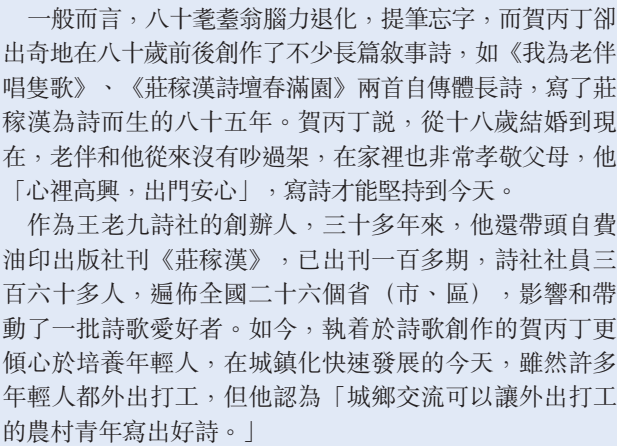 一般而言，八十耄耋翁腦力退化，提筆忘字，而賀丙丁卻
出奇地在八十歲前後創作了不少長篇敘事詩，如《我為老伴
唱隻歌》、《莊稼漢詩壇春滿園》兩首自傳體長詩，寫了莊
稼漢為詩而生的八十五年。賀丙丁説，從十八歲結婚到現
在，老伴和他從來沒有吵過架，在家裡也非常孝敬父母，他
「心裡高興，出門安心」，寫詩才能堅持到今天。
作為王老九詩社的創辦人，三十多年來，他還帶頭自費
油印出版社刊《莊稼漢》，已出刊一百多期，詩社社員三
百六十多人，遍佈全國二十六個省（市、區），影響和帶
動了一批詩歌愛好者。如今，執着於詩歌創作的賀丙丁更
傾心於培養年輕人，在城鎮化快速發展的今天，雖然許多
年輕人都外出打工，但他認為「城鄉交流可以讓外出打工
的農村青年寫出好詩。」